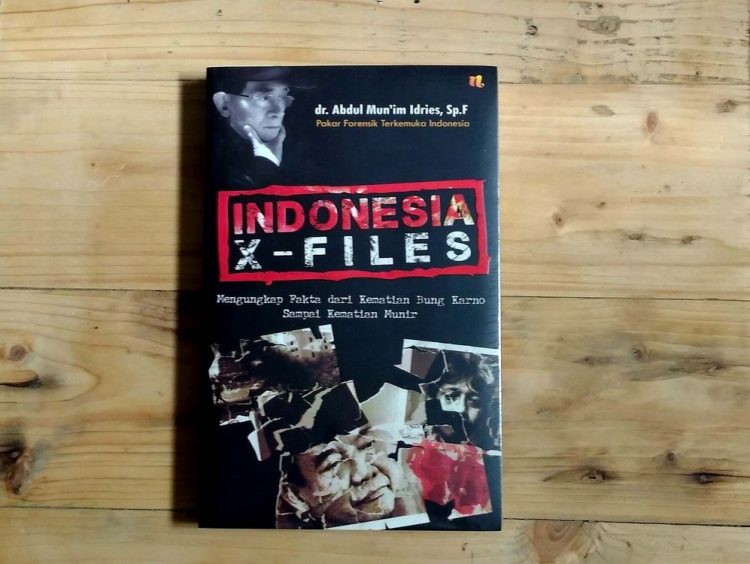 n
dr. Abdul Mun'im Idries, Sp.F
Pakar Forensik Terkemuka Indonesia
INDONESIA
X-FILES
Mengungkap Fakta dari Kematian Bung Karno
Sampai Kematian Munir